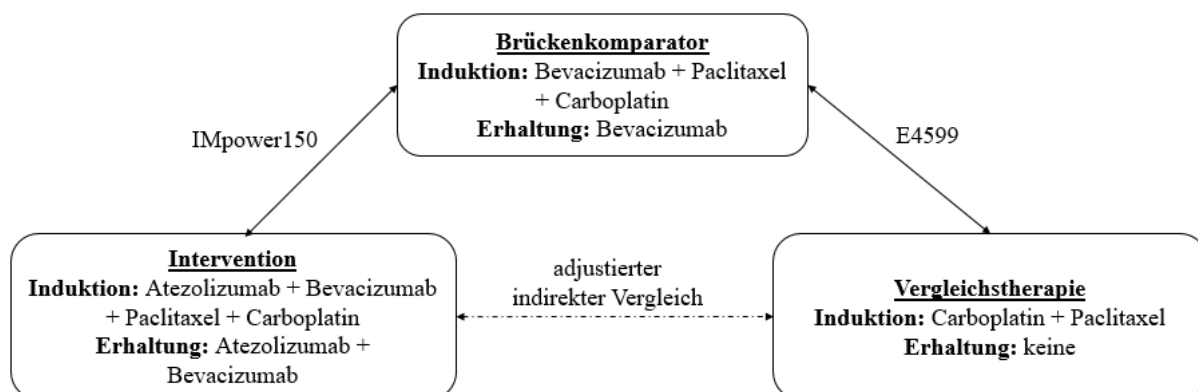 Brückenkomparator
Induktion: Bevacizumab + Paclitaxel
+ Carboplatin
Erhaltung: Bevacizumab
IMpower150
E4599
Intervention
Induktion: Atezolizumab + Bevacizumab
+ Paclitaxel + Carboplatin
Erhaltung: Atezolizumab +
Bevacizumab
adjustierter
indirekter Vergleich
Vergleichstherapie
Induktion: Carboplatin + Paclitaxel
Erhaltung: keine